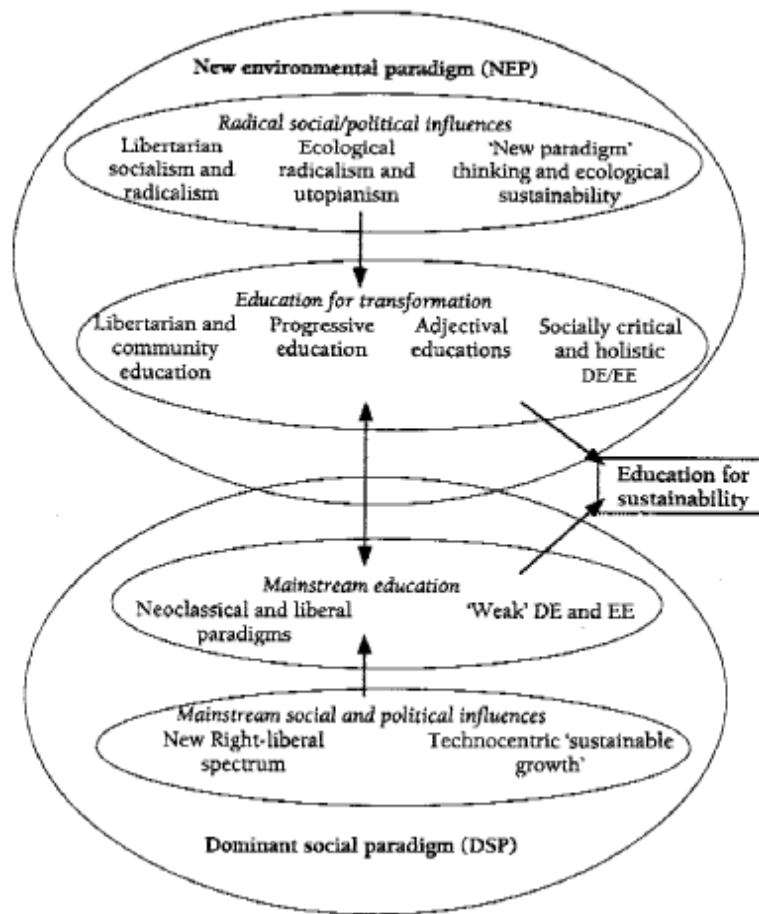 New environmental paradigm (NEP)
Radical social/political influences
Libertarian
socialism and
radicalism
Ecological
radicalism and
utopianism
‘New paradigm’
thinking and ecological
sustainability
Education for transformation
Libertarian and
community
education
Progressive
education
Adjectival
educations
Socially critical
and holistic
DE/EE
Education for
sustainability
Mainstream education
Neoclassical and liberal
paradigms
‘Weak’ DE and EE
Mainstream social and political influences
New Right-liberal
spectrum
Technocentric ‘sustainable
growth’
Dominant social paradigm (DSP)